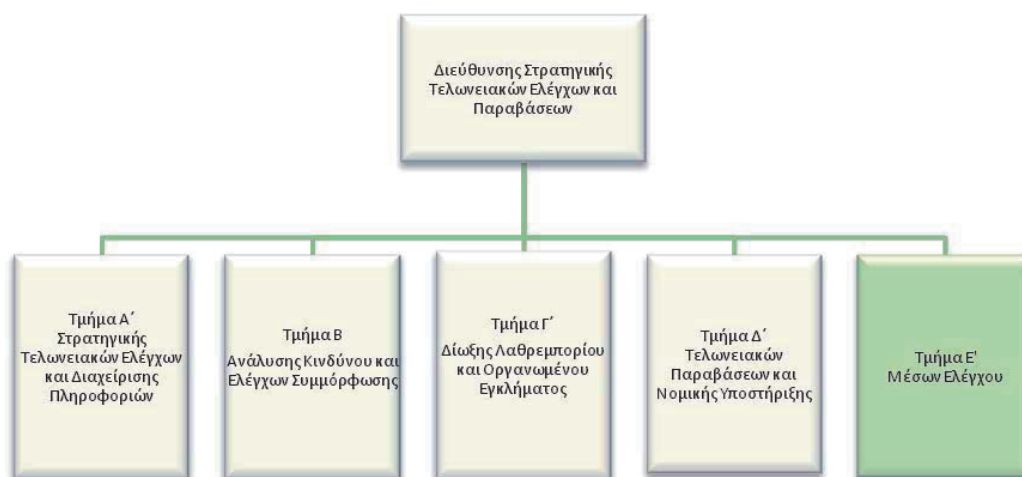 Διεύθυνσης Στρατηγικής
Τελωνειακών Ελέγχων και
Παραβάσεων
Τμήμα Α΄
Στρατηγικής
Τελωνειακών Ελέγχων
και Διαχείρισης
Πληροφοριών
Τμήμα Β
Ανάλυσης Κινδύνου και
Ελέγχων Συμμόρφωσης
Τμήμα Γ΄
Δίωξης Λαθρεμπορίου
και Οργανωμένου
Εγκλήματος
Τμήμα Δ΄
Τελωνειακών
Παραβάσεων και
Νομικής Υποστήριξης
Τμήμα Ε'
Μέσων Ελέγχου